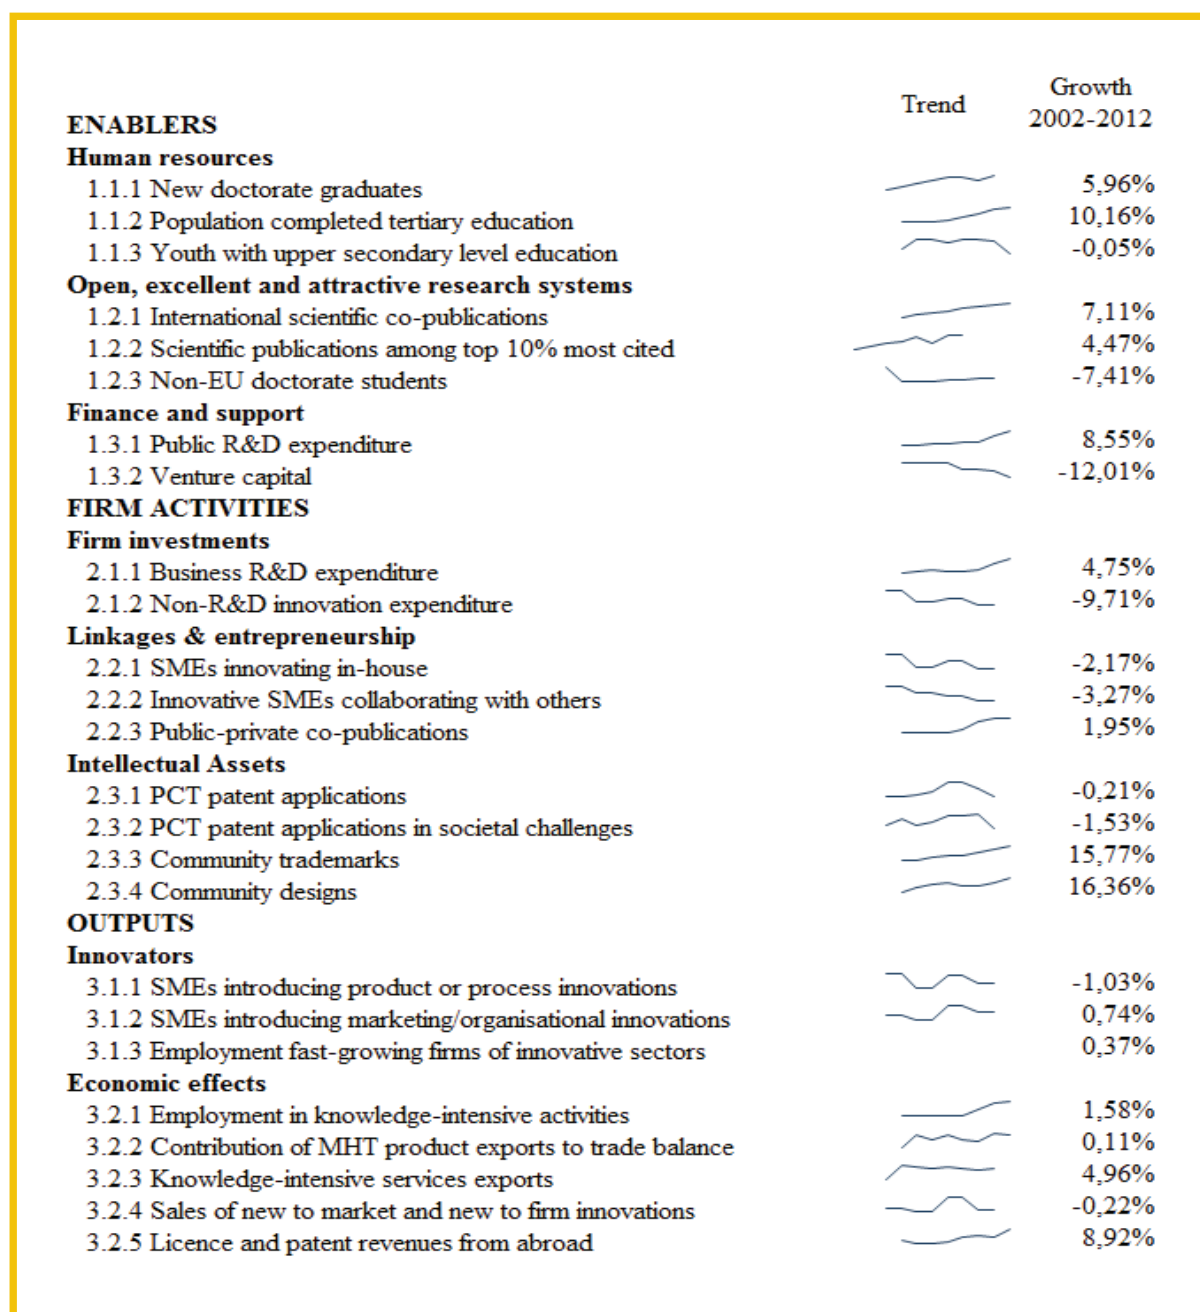 Growth
Trend 2002-2012
ENABLERS
Human resources
1.1.1 New doctorate graduates 5,96%
1.1.2 Population completed tertiary education 10,16%
1.1.3 Youth with upper secondary level education -0,05%
Open, excellent and attractive research systems
1.2.1 International scientific co-publications 7,11%
1.2.2 Scientific publications among top 10% most cited 4,47%
1.2.3 Non-EU doctorate students -7,41%
Finance and support
1.3.1 Public R&D expenditure 8,55%
1.3.2 Venture capital -12,01%
FIRM ACTIVITIES
Firm investments
2.1.1 Business R&D expenditure 4,75%
2.1.2 Non-R&D innovation expenditure -9,71%
Linkages & entrepreneurship
2.2.1 SMEs innovating in-house -2,17%
2.2.2 Innovative SMEs collaborating with others -3,27%
2.2.3 Public-private co-publications 1,95%
Intellectual Assets
2.3.1 PCT patent applications -0,21%
2.3.2 PCT patent applications in societal challenges -1,53%
2.3.3 Community trademarks 15,77%
2.3.4 Community designs 16,36%
OUTPUTS
Innovators
3.1.1 SMEs introducing product or process innovations -1,03%
3.1.2 SMEs introducing marketing/organisational innovations 0,74%
3.1.3 Employment fast-growing firms of innovative sectors 0,37%
Economic effects
3.2.1 Employment in knowledge-intensive activities 1,58%
3.2.2 Contribution of MHT product exports to trade balance 0,11%
3.2.3 Knowledge-intensive services exports 4,96%
3.2.4 Sales of new to market and new to firm innovations -0,22%
3.2.5 Licence and patent revenues from abroad 8,92%